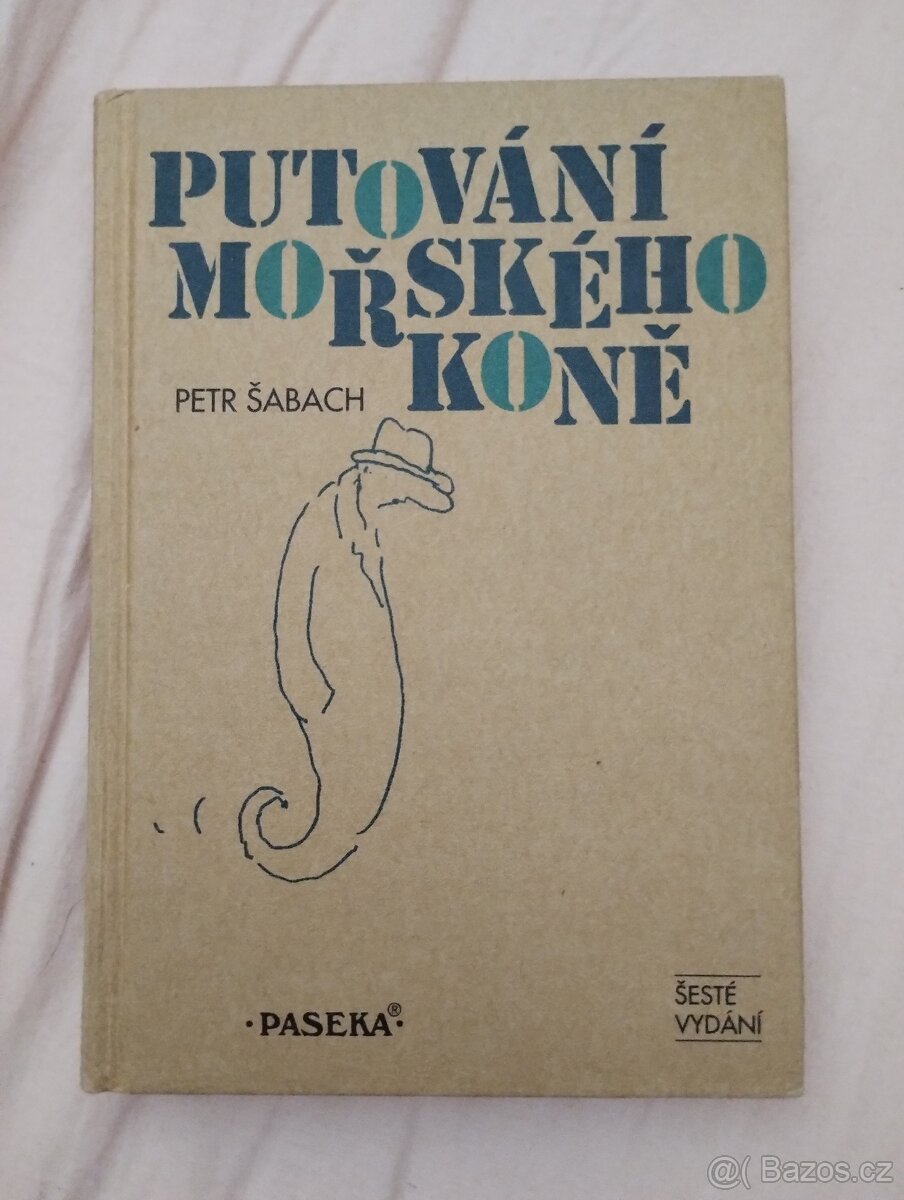 PUTOVÁNÍ
MOŘSKÉHO
KONĚ
PETR ŠABACH
·PASEKA®·
ŠESTÉ
VYDÁNÍ
@( Bazos.cz